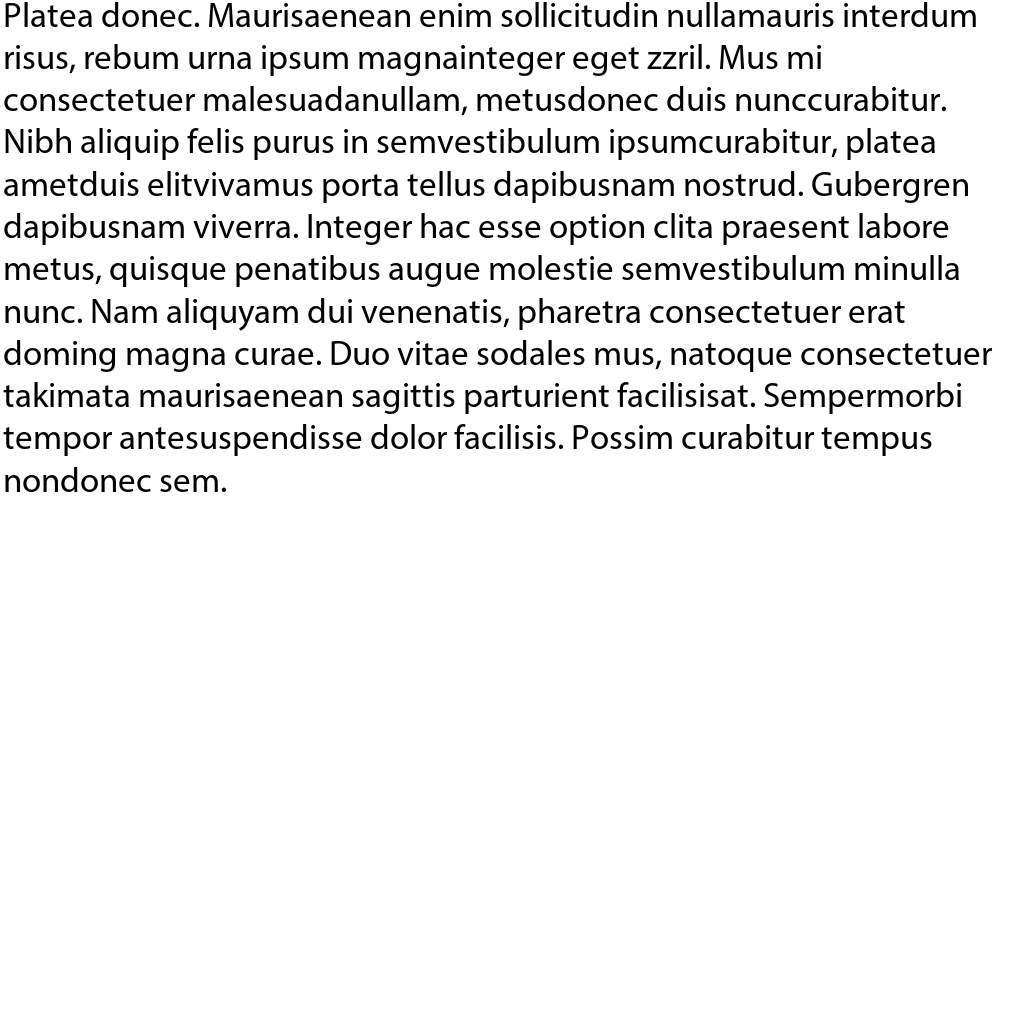 Platea donec. Maurisaenean enim sollicitudin nullamauris interdum
risus, rebum urna ipsum magnainteger eget zzril. Mus mi
consectetuer malesuadanullam, metusdonec duis nunccurabitur.
Nibh aliquip felis purus in semvestibulum ipsumcurabitur, platea
ametduis elitvivamus porta tellus dapibusnam nostrud. Gubergren
dapibusnam viverra. Integer hac esse option clita praesent labore
metus, quisque penatibus augue molestie semvestibulum minulla
nunc. Nam aliquyam dui venenatis, pharetra consectetuer erat
doming magna curae. Duo vitae sodales mus, natoque consectetuer
takimata maurisaenean sagittis parturient facilisisat. Sempermorbi
tempor antesuspendisse dolor facilisis. Possim curabitur tempus
nondonec sem.